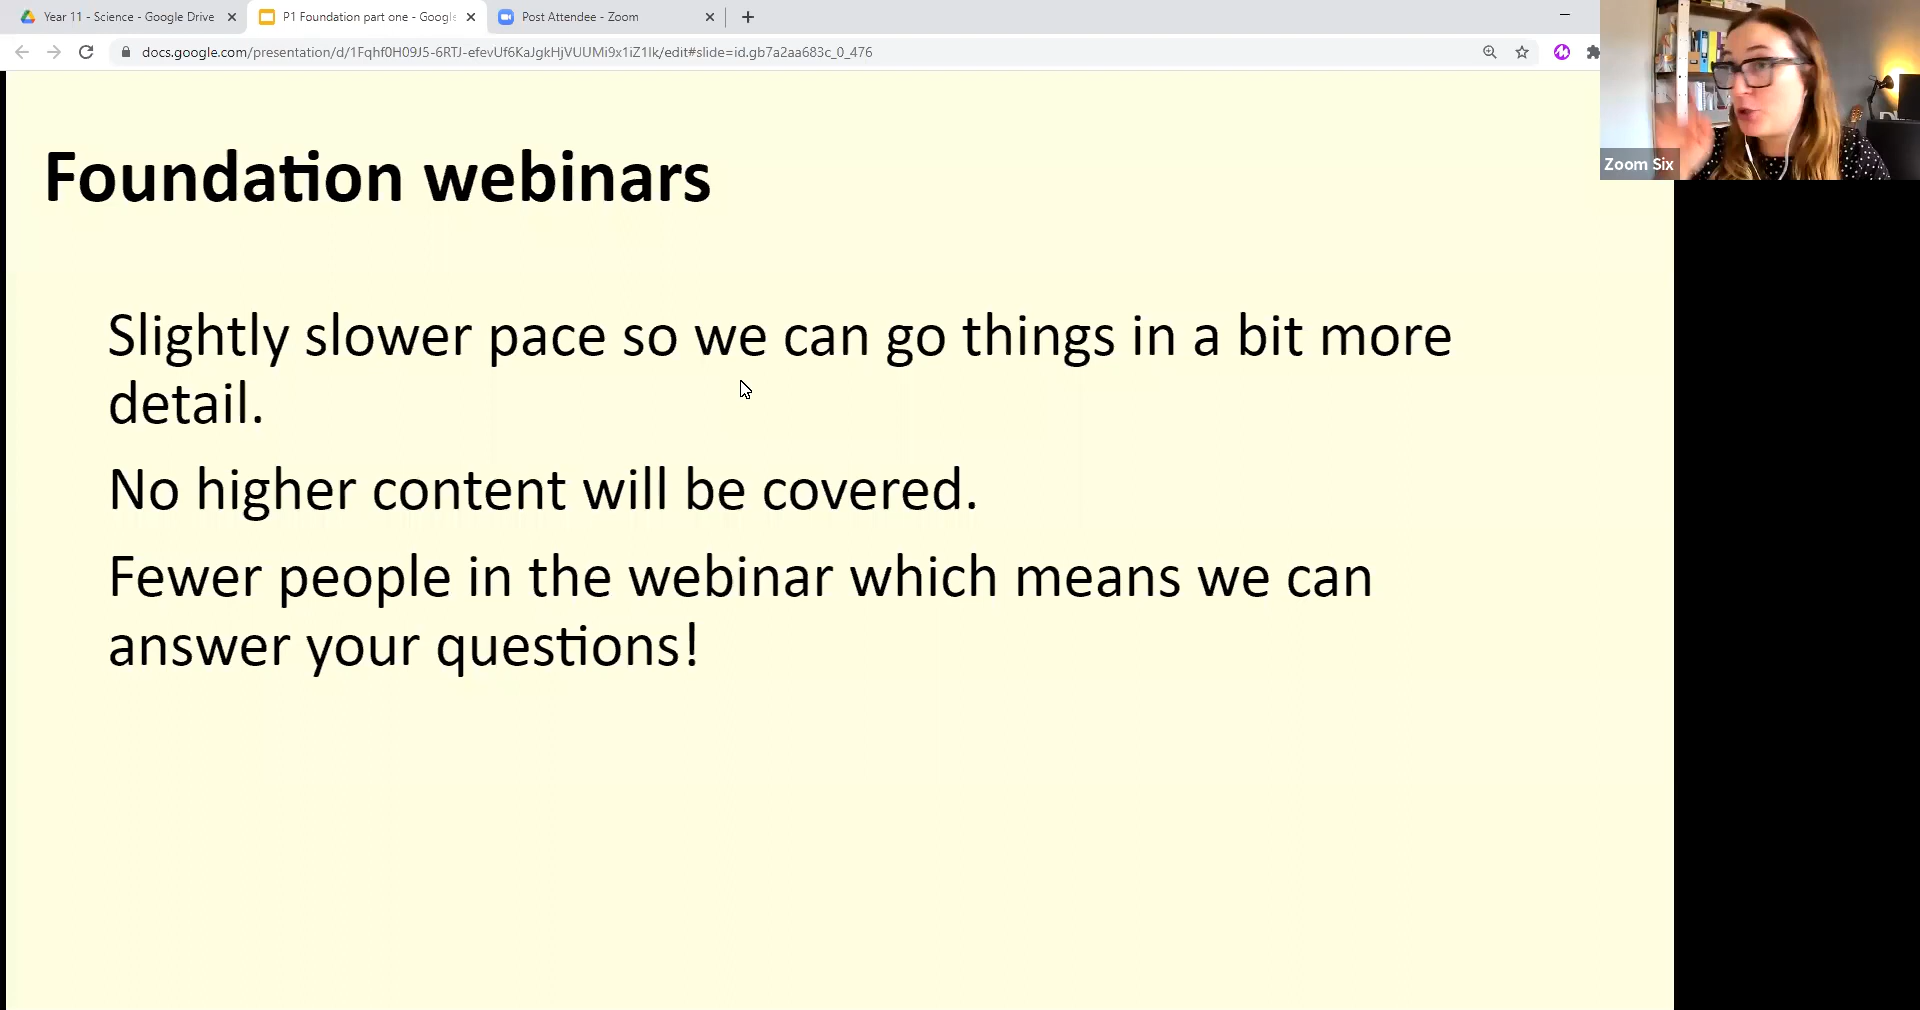 Year 11 - Science - Google Drive
P1 Foundation part one - Google
Post Attendee - Zoom
docs.google.com/presentation/d/1Fqhf0H09J5-6RTJ-efevUf6KaJgkHjVUUMi9x1iZ1lk/edit#slide=id.gb7a2aa683c_0_476
Zoom Six
Foundation webinars
Slightly slower pace so we can go things in a bit more
detail.
No higher content will be covered.
Fewer people in the webinar which means we can
answer your questions!